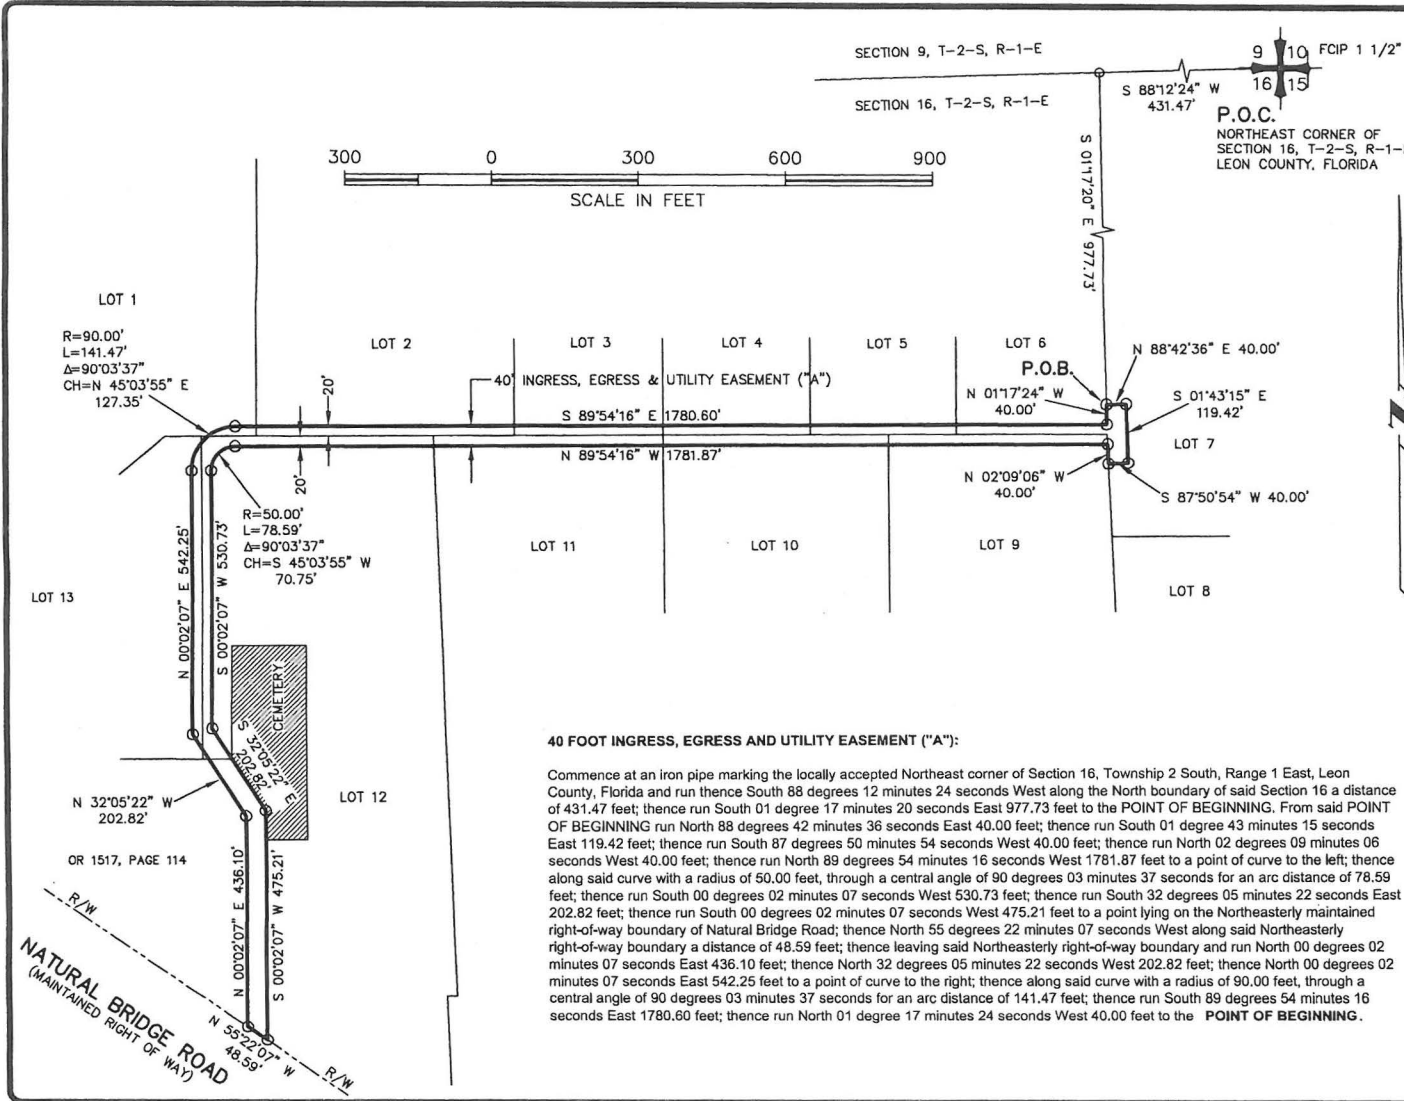 SECTION 9, T-2-S, R-1-E
SECTION 16, T-2-S, R-1-E
9 10
16 15
FCIP 1 1/2"
S 88°12'24" W
431.47'
P.O.C.
NORTHEAST CORNER OF
SECTION 16, T-2-S, R-1-
LEON COUNTY, FLORIDA
300 0 300 600 900
SCALE IN FEET
S 01°17'20" E 977.73'
LOT 1
R=90.00'
L=141.47'
Δ=90°03'37"
CH=N 45°03'55" E
127.35'
LOT 2
LOT 3
LOT 4
LOT 5
LOT 6
P.O.B.
N 88°42'36" E 40.00'
N 01°17'24" W
40.00'
S 01°43'15" E
119.42'
LOT 7
20'
40' INGRESS, EGRESS & UTILITY EASEMENT ("A")
S 89°54'16" E 1780.60'
N 89°54'16" W 1781.87'
20'
N 02°09'06" W
40.00'
S 87°50'54" W 40.00'
R=50.00'
L=78.59'
Δ=90°03'37"
CH=S 45°03'55" W
70.75'
N 00°02'07" E 542.25'
S 00°02'07" W 530.73'
LOT 11
LOT 10
LOT 9
LOT 8
LOT 13
CEMETERY
S 32°05'22" E
202.82'
N 32°05'22" W
202.82'
LOT 12
OR 1517, PAGE 114
N 00°02'07" E 436.10'
S 00°02'07" W 475.21'
R/W
NATURAL BRIDGE ROAD
(MAINTAINED RIGHT OF WAY)
N 55°22'07" W
48.59'
R/W
N
40 FOOT INGRESS, EGRESS AND UTILITY EASEMENT ("A"):
Commence at an iron pipe marking the locally accepted Northeast corner of Section 16, Township 2 South, Range 1 East, Leon
County, Florida and run thence South 88 degrees 12 minutes 24 seconds West along the North boundary of said Section 16 a distance
of 431.47 feet; thence run South 01 degree 17 minutes 20 seconds East 977.73 feet to the POINT OF BEGINNING. From said POINT
OF BEGINNING run North 88 degrees 42 minutes 36 seconds East 40.00 feet; thence run South 01 degree 43 minutes 15 seconds
East 119.42 feet; thence run South 87 degrees 50 minutes 54 seconds West 40.00 feet; thence run North 02 degrees 09 minutes 06
seconds West 40.00 feet; thence run North 89 degrees 54 minutes 16 seconds West 1781.87 feet to a point of curve to the left; thence
along said curve with a radius of 50.00 feet, through a central angle of 90 degrees 03 minutes 37 seconds for an arc distance of 78.59
feet; thence run South 00 degrees 02 minutes 07 seconds West 530.73 feet; thence run South 32 degrees 05 minutes 22 seconds East
202.82 feet; thence run South 00 degrees 02 minutes 07 seconds West 475.21 feet to a point lying on the Northeasterly maintained
right-of-way boundary of Natural Bridge Road; thence North 55 degrees 22 minutes 07 seconds West along said Northeasterly
right-of-way boundary a distance of 48.59 feet; thence leaving said Northeasterly right-of-way boundary and run North 00 degrees 02
minutes 07 seconds East 436.10 feet; thence North 32 degrees 05 minutes 22 seconds West 202.82 feet; thence North 00 degrees 02
minutes 07 seconds East 542.25 feet to a point of curve to the right; thence along said curve with a radius of 90.00 feet, through a
central angle of 90 degrees 03 minutes 37 seconds for an arc distance of 141.47 feet; thence run South 89 degrees 54 minutes 16
seconds East 1780.60 feet; thence run North 01 degree 17 minutes 24 seconds West 40.00 feet to the POINT OF BEGINNING.